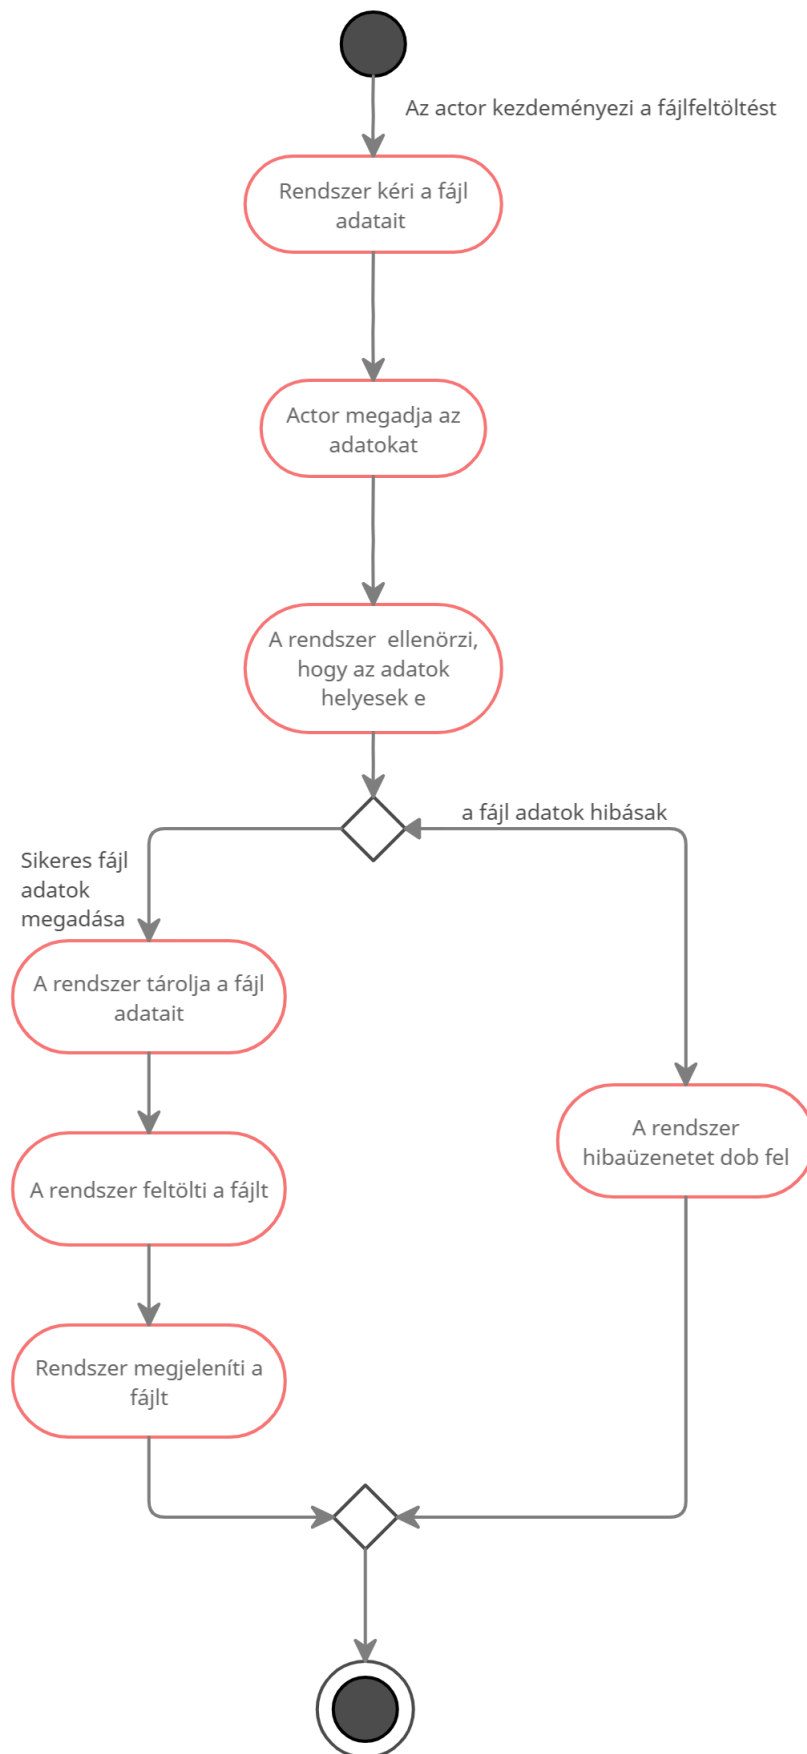 Az actor kezdeményezi a fájlfeltöltést
Rendszer kéri a fájl
adatait
Actor megadja az
adatokat
A rendszer  ellenörzi,
hogy az adatok
helyesek e
a fájl adatok hibásak
Sikeres fájl
adatok
megadása
A rendszer tárolja a fájl
adatait
A rendszer
hibaüzenetet dob fel
A rendszer feltölti a fájlt
Rendszer megjeleníti a
fájlt